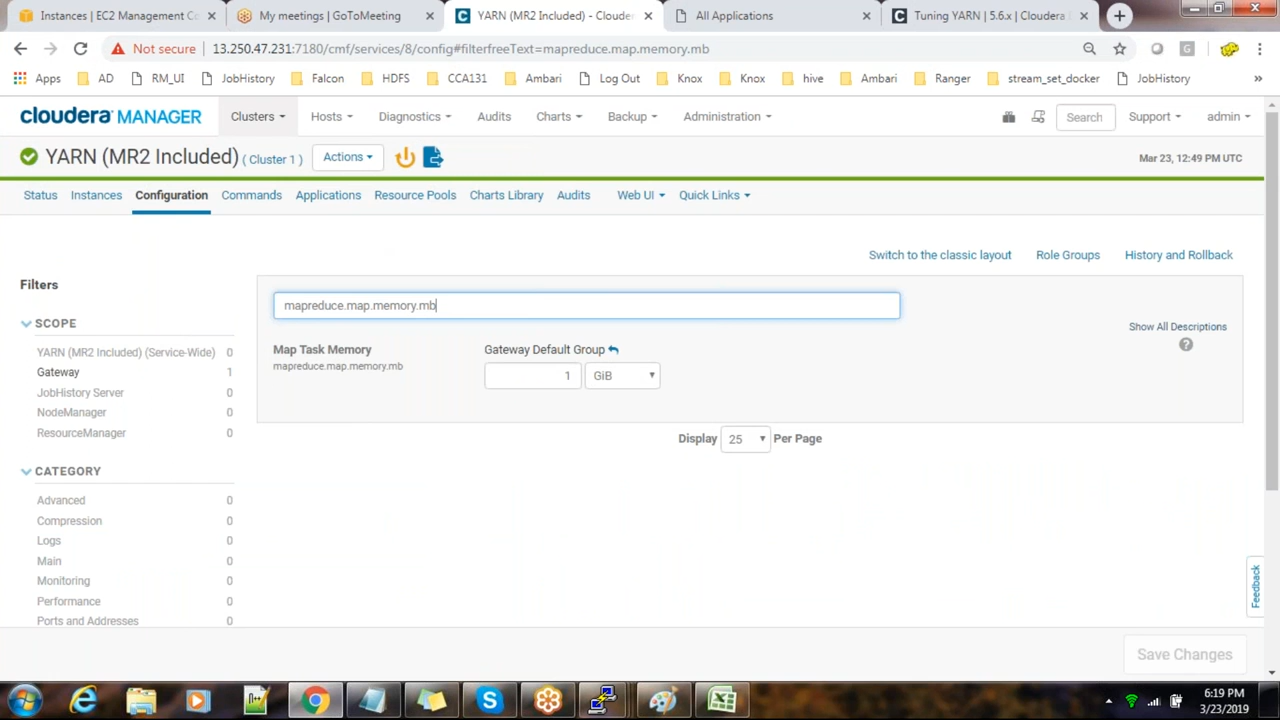 Instances | EC2 Management Co
My meetings | GoToMeeting
YARN (MR2 Included) - Clouder
All Applications
Tuning YARN | 5.6.x | Cloudera
Not secure | 13.250.47.231:7180/cmf/services/8/config#filterfreeText=mapreduce.map.memory.mb
Apps AD RM_UI JobHistory Falcon HDFS CCA131 Ambari Log Out Knox Knox hive Ambari Ranger stream_set_docker JobHistory »
cloudera MANAGER Clusters Hosts Diagnostics Audits Charts Backup Administration Search Support admin
YARN (MR2 Included) ( Cluster 1 ) Actions Mar 23, 12:49 PM UTC
Status Instances Configuration Commands Applications Resource Pools Charts Library Audits Web UI Quick Links
Switch to the classic layout Role Groups History and Rollback
Filters
mapreduce.map.memory.mb
SCOPE
Show All Descriptions
YARN (MR2 Included) (Service-Wide) 0
Map Task Memory Gateway Default Group
mapreduce.map.memory.mb
Gateway 1
1 GiB
JobHistory Server 0
NodeManager 0
ResourceManager 0
Display 25 Per Page
CATEGORY
Advanced 0
Compression 0
Logs 0
Main 0
Monitoring 0
Performance 0
Ports and Addresses 0
Feedback
Save Changes
6:19 PM
3/23/2019